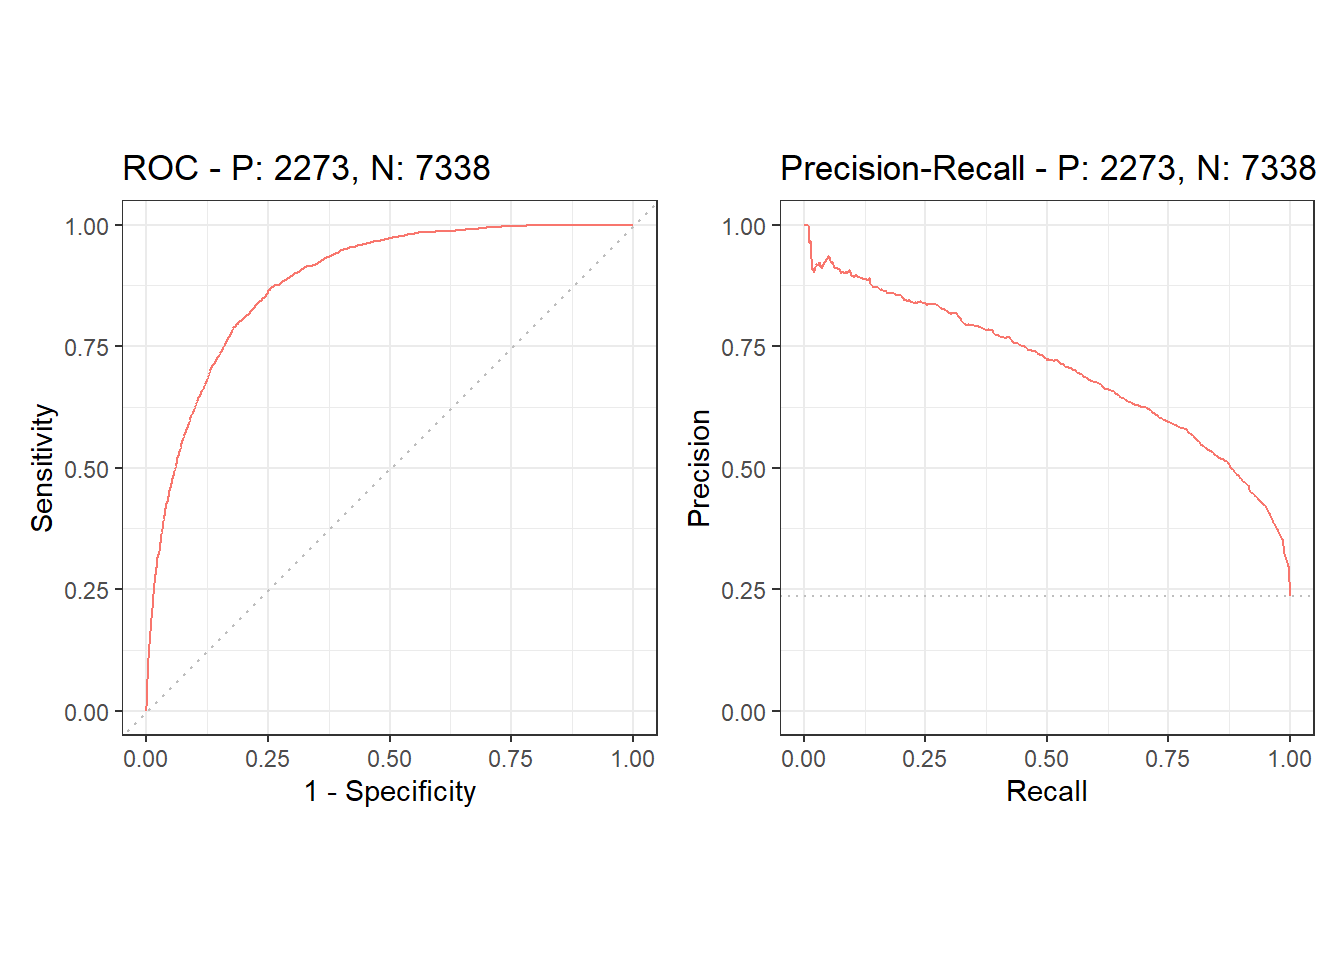 ROC - P: 2273, N: 7338
1.00
0.75
0.50
0.25
0.00
Sensitivity
0.00 0.25 0.50 0.75 1.00
1 - Specificity
Precision-Recall - P: 2273, N: 7338
1.00
0.75
0.50
0.25
0.00
Precision
0.00 0.25 0.50 0.75 1.00
Recall